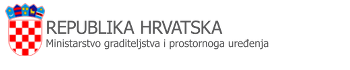 REPUBLIKA HRVATSKA
Ministarstvo graditeljstva i prostornoga uređenja